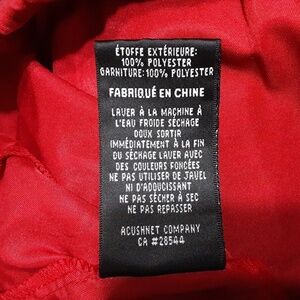 ÉTOFFE EXTÉRIEURE:
100% POLYESTER
GARNITURE:100% POLYESTER
FABRIQUÉ EN CHINE
LAVER À LA MACHINE À
L'EAU FROIDE SÉCHAGE
DOUX SORTIR
IMMÉDIATEMENT À LA FIN
DU SÉCHAGE LAVER AVEC
DES COULEURS FONCÉES
NE PAS UTILISER DE JAVEL
NI D'ADOUCISSANT
NE PAS SÉCHER À SEC
NE PAS REPASSER
ACUSHNET COMPANY
CA #28544